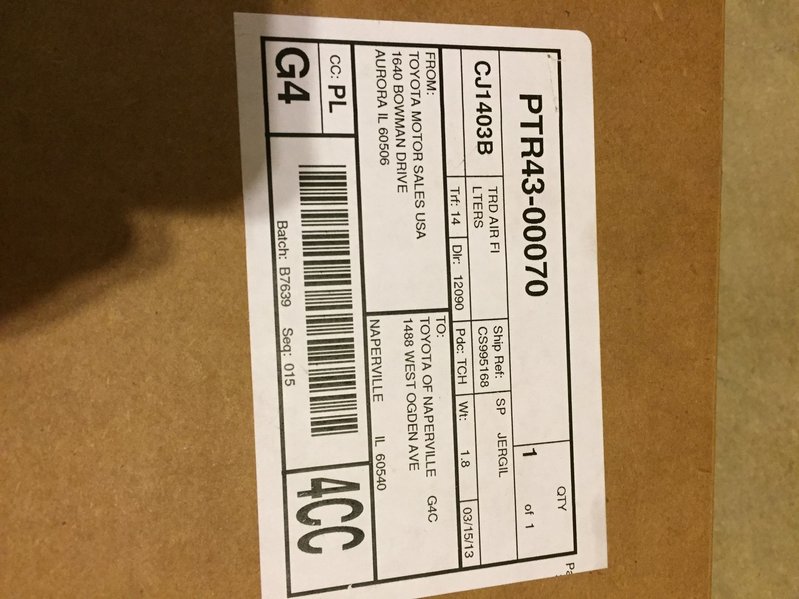 Pa
PTR43-00070
QTY
1 of 1
CJ1403B
TRD AIR FI
LTERS
Ship Ref:
CS995168
SP JERGIL
Trf: 14 Dlr: 12090 Pdc: TCH Wt: 1.8 03/15/13
FROM:
TOYOTA MOTOR SALES USA
1640 BOWMAN DRIVE
AURORA IL 60506
TO:
TOYOTA OF NAPERVILLE G4C
1488 WEST OGDEN AVE
NAPERVILLE IL 60540
CC: PL
G4
Batch: B7639 Seq: 015
4CC